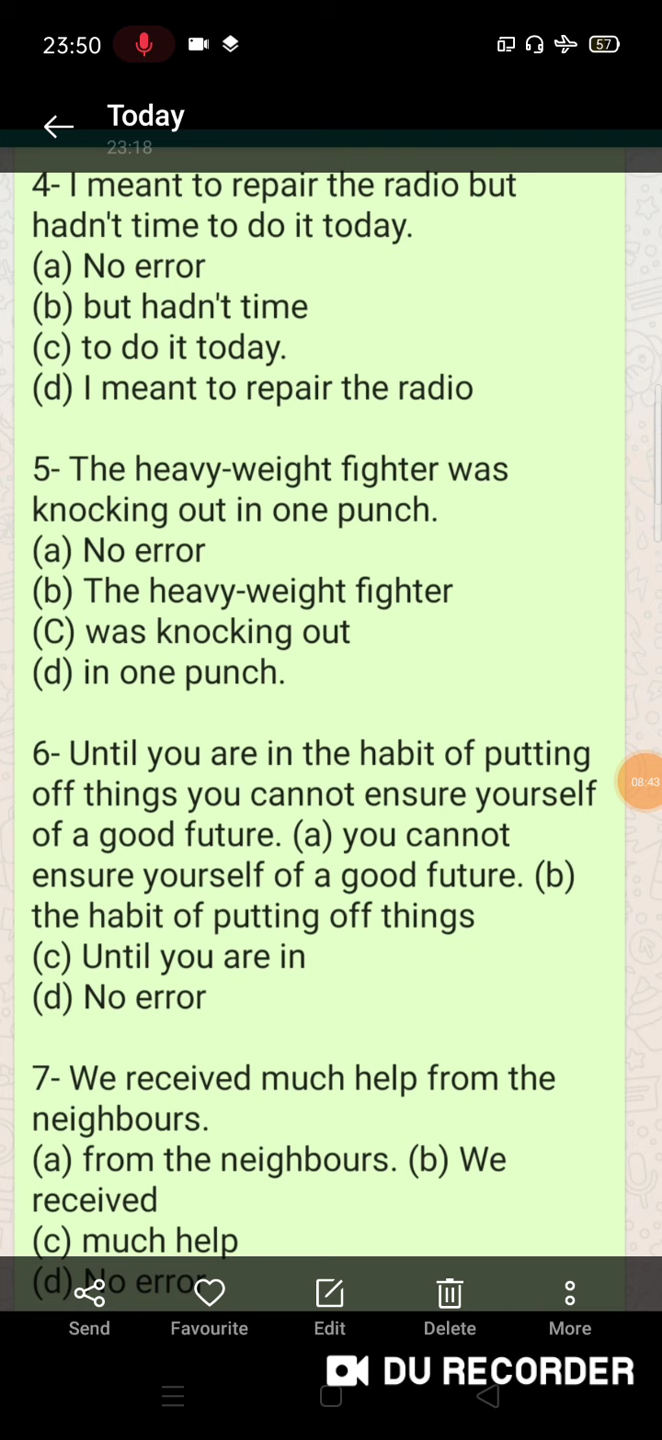 23:50
57
Today
23:18
4- I meant to repair the radio but
hadn't time to do it today.
(a) No error
(b) but hadn't time
(c) to do it today.
(d) I meant to repair the radio
5- The heavy-weight fighter was
knocking out in one punch.
(a) No error
(b) The heavy-weight fighter
(C) was knocking out
(d) in one punch.
6- Until you are in the habit of putting
off things you cannot ensure yourself
of a good future. (a) you cannot
ensure yourself of a good future. (b)
the habit of putting off things
(c) Until you are in
(d) No error
08:43
7- We received much help from the
neighbours.
(a) from the neighbours. (b) We
received
(c) much help
(d) No error
Send Favourite Edit Delete More
DU RECORDER